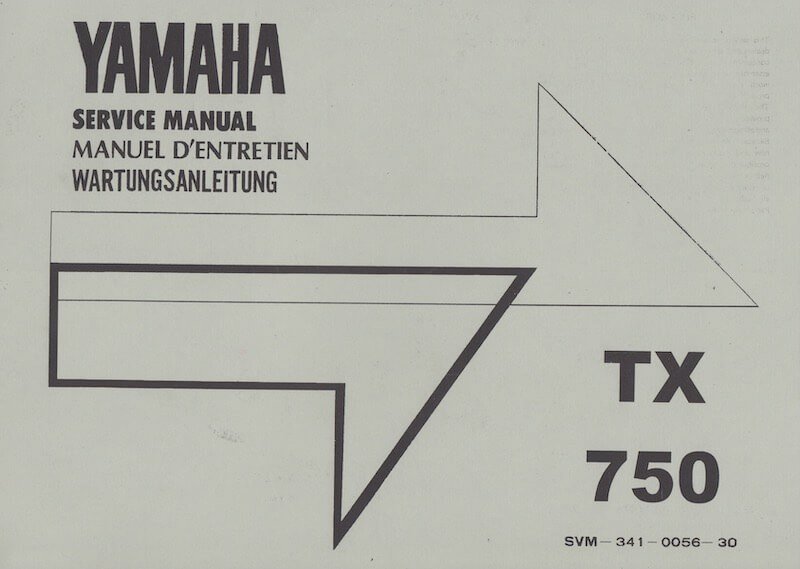 YAMAHA
SERVICE MANUAL
MANUEL D'ENTRETIEN
WARTUNGSANLEITUNG
TX
750
SVM-341-0056-30